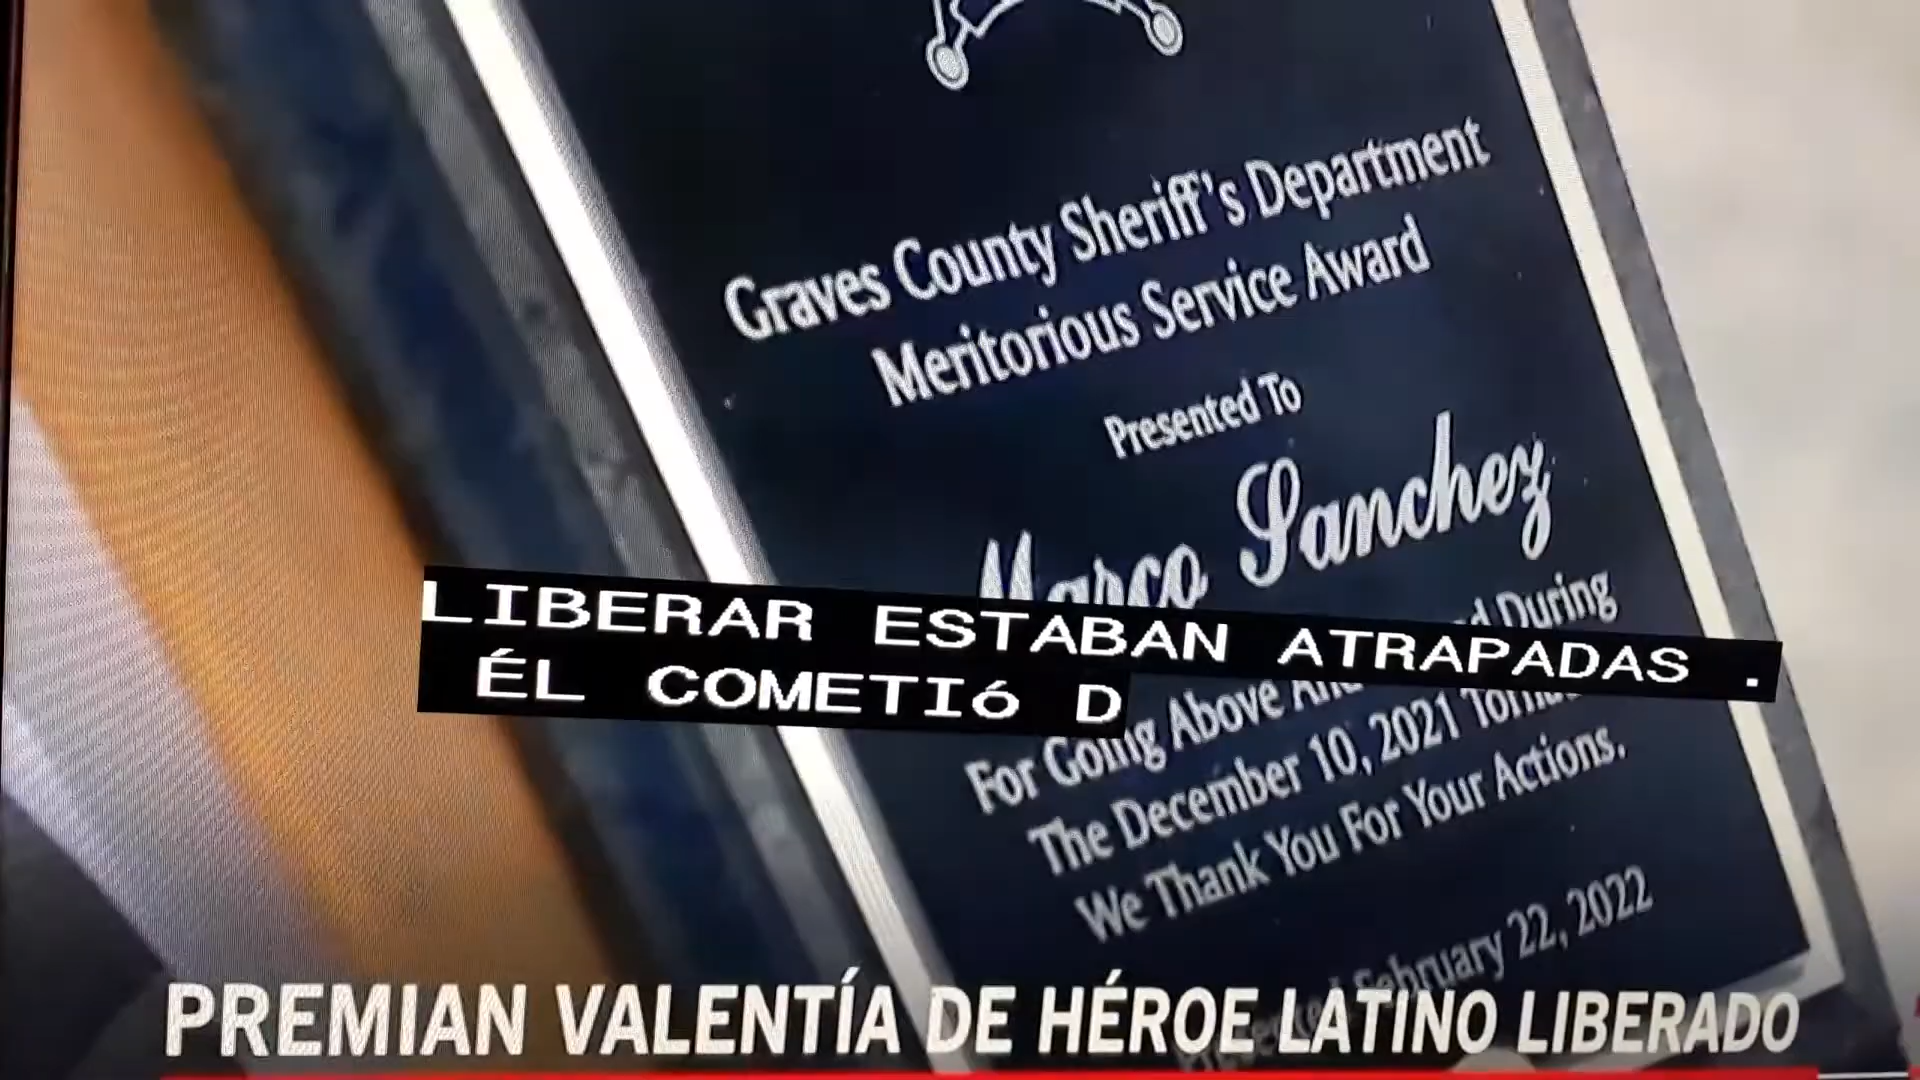 Graves County Sheriff's Department
Meritorious Service Award
Presented To
Marco Sanchez
d During
LIBERAR ESTABAN ATRAPADAS .
ÉL COMETIó D
For Going Above
The December 10, 2021
We Thank You For Your Actions.
February 22, 2022
PREMIAN VALENTÍA DE HÉROE LATINO LIBERADO